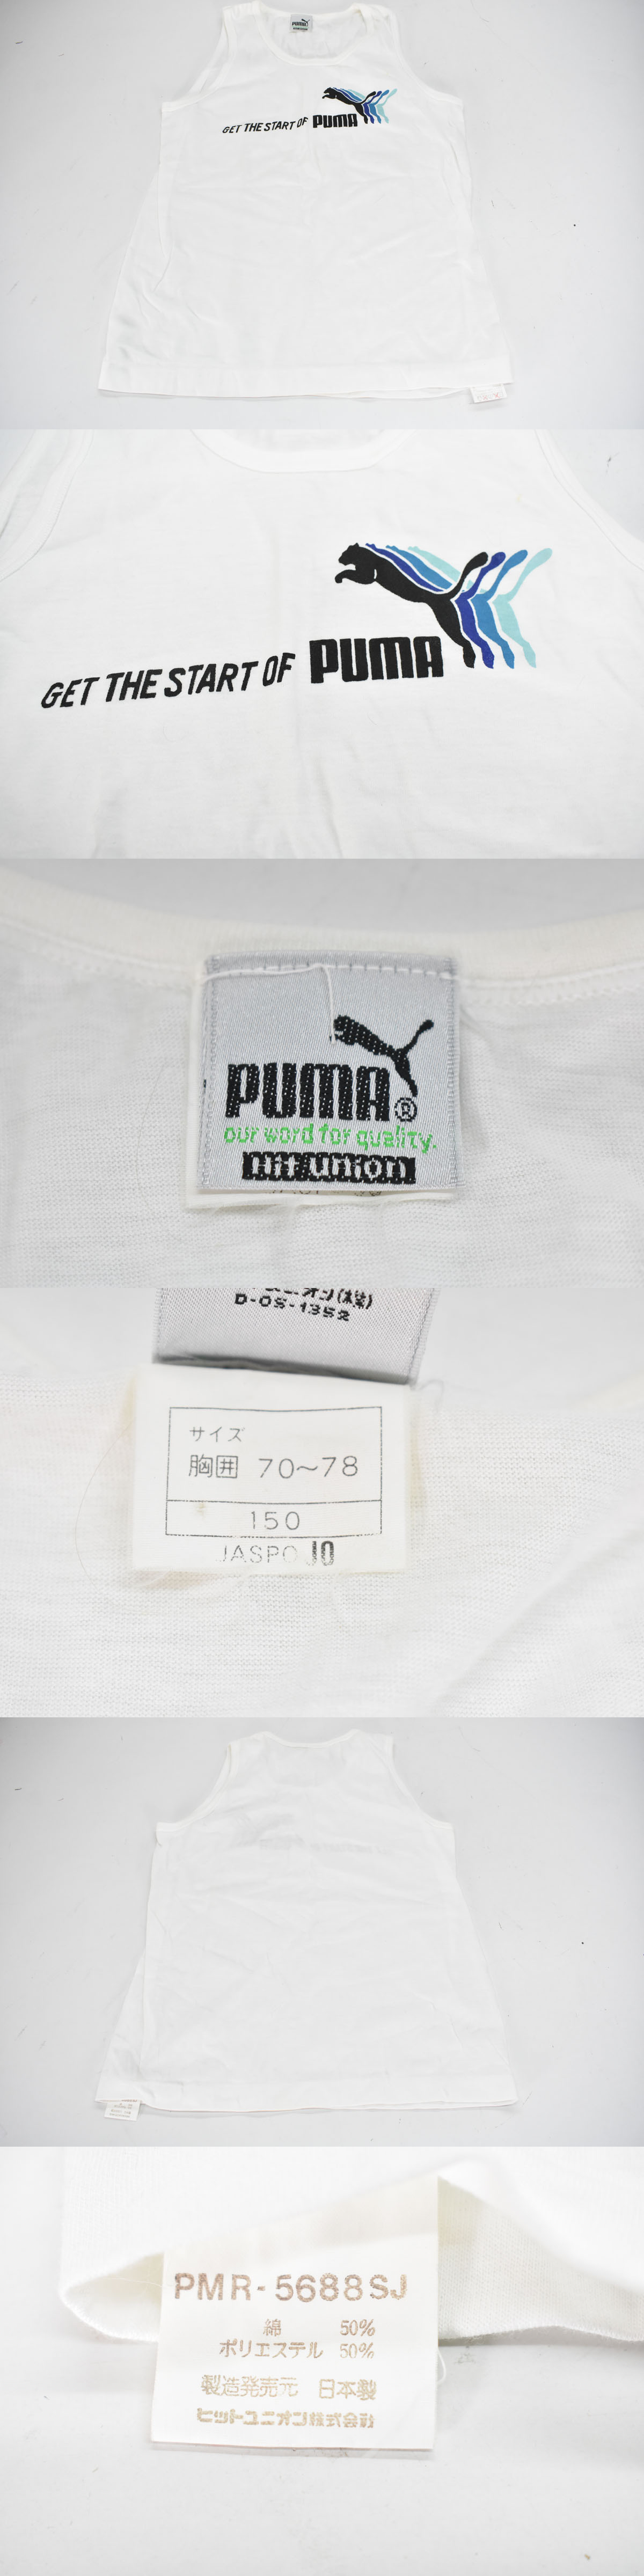 PUMA
GET THE START OF PUMA
GET THE START OF PUMA
PUMA®
our word for quality.
hit union
D-OS-1352
サイズ
胸囲 70~78
150
JASPO JO
PMR-5688SJ
綿 50%
ポリエステル 50%
製造発売元 日本製
ヒットユニオン株式会社